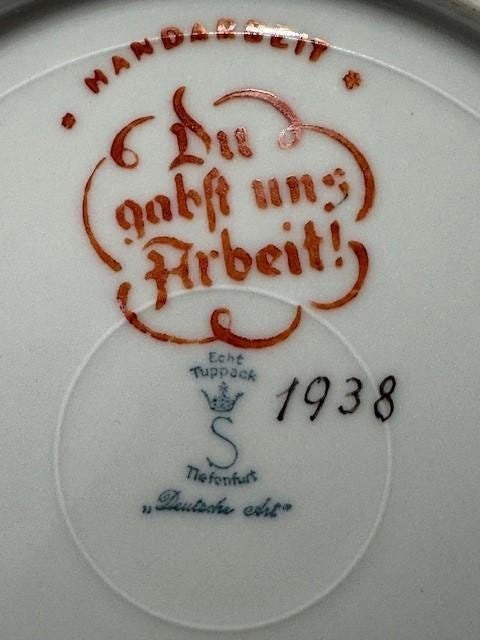 HANDARBEIT
Du
gabst uns
Arbeit!
Echt
Tuppack
S
Tiefenfurt
„Deutsche Art"
1938